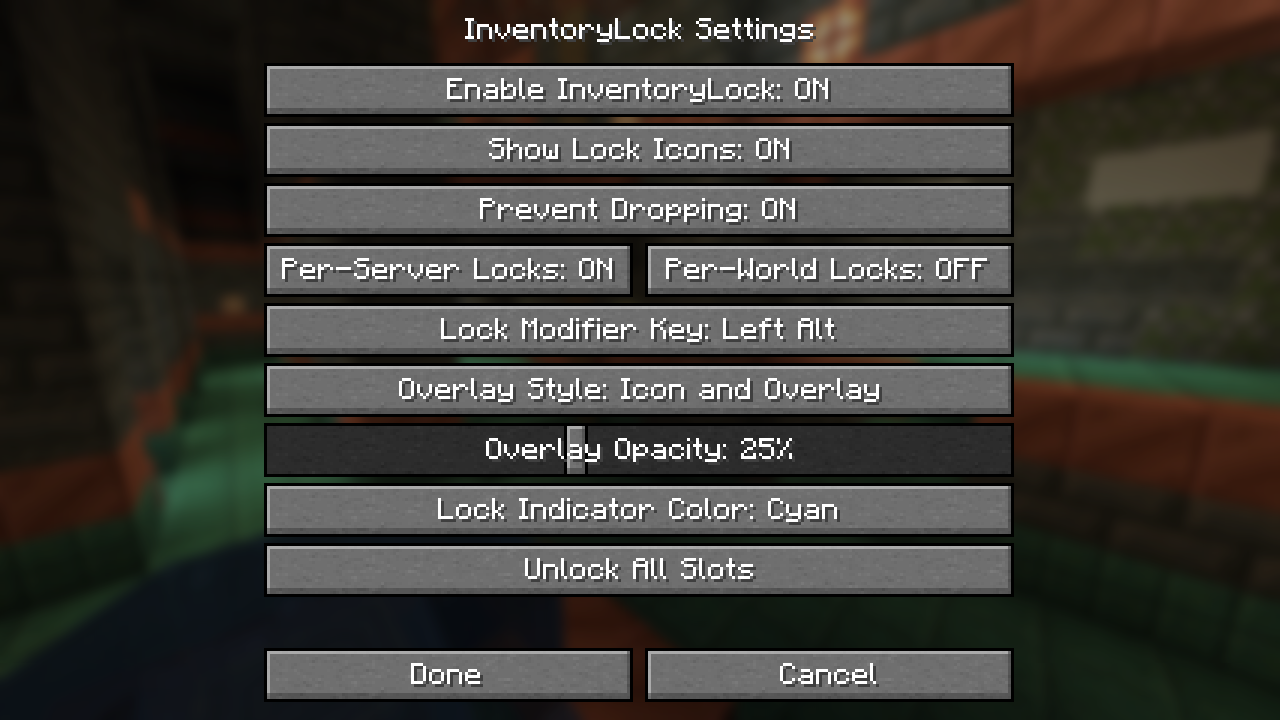 InventoryLock Settings
Enable InventoryLock: ON
Show Lock Icons: ON
Prevent Dropping: ON
Per-Server Locks: ON
Per-World Locks: OFF
Lock Modifier Key: Left Alt
Overlay Style: Icon and Overlay
Overlay Opacity: 25%
Lock Indicator Color: Cyan
Unlock All Slots
Done
Cancel